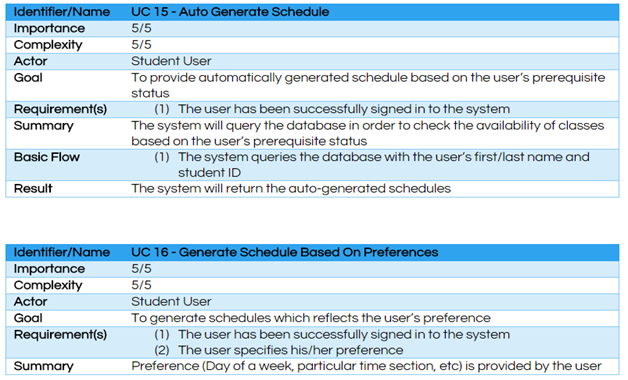 Identifier/Name UC 15 - Auto Generate Schedule
Importance 5/5
Complexity 5/5
Actor Student User
Goal To provide automatically generated schedule based on the user's prerequisite
status
Requirement(s) (1) The user has been successfully signed in to the system
Summary The system will query the database in order to check the availability of classes
based on the user's prerequisite status
Basic Flow (1) The system queries the database with the user's first/last name and
student ID
Result The system will return the auto-generated schedules
Identifier/Name UC 16 - Generate Schedule Based On Preferences
Importance 5/5
Complexity 5/5
Actor Student User
Goal To generate schedules which reflects the user's preference
Requirement(s) (1) The user has been successfully signed in to the system
(2) The user specifies his/her preference
Summary Preference (Day of a week, particular time section, etc) is provided by the user